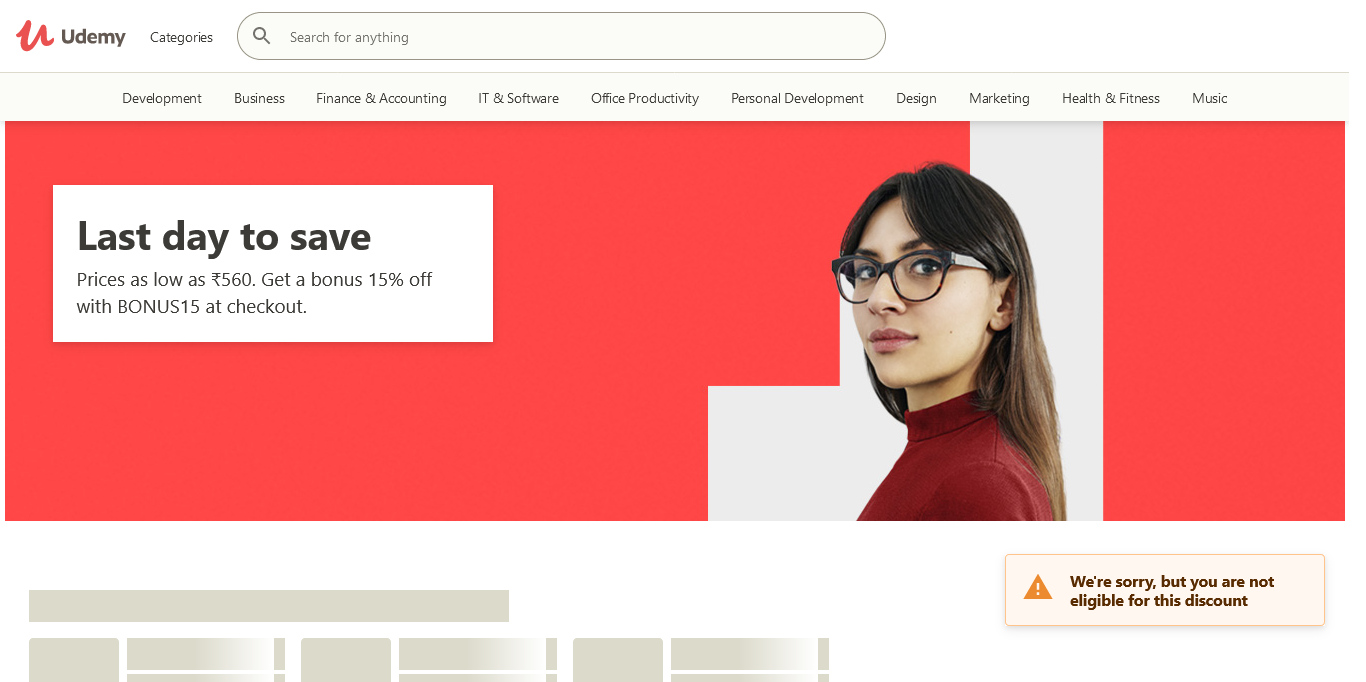 Udemy
Categories
Search for anything
Development
Business
Finance & Accounting
IT & Software
Office Productivity
Personal Development
Design
Marketing
Health & Fitness
Music
Last day to save
Prices as low as ₹560. Get a bonus 15% off
with BONUS15 at checkout.
We're sorry, but you are not
eligible for this discount